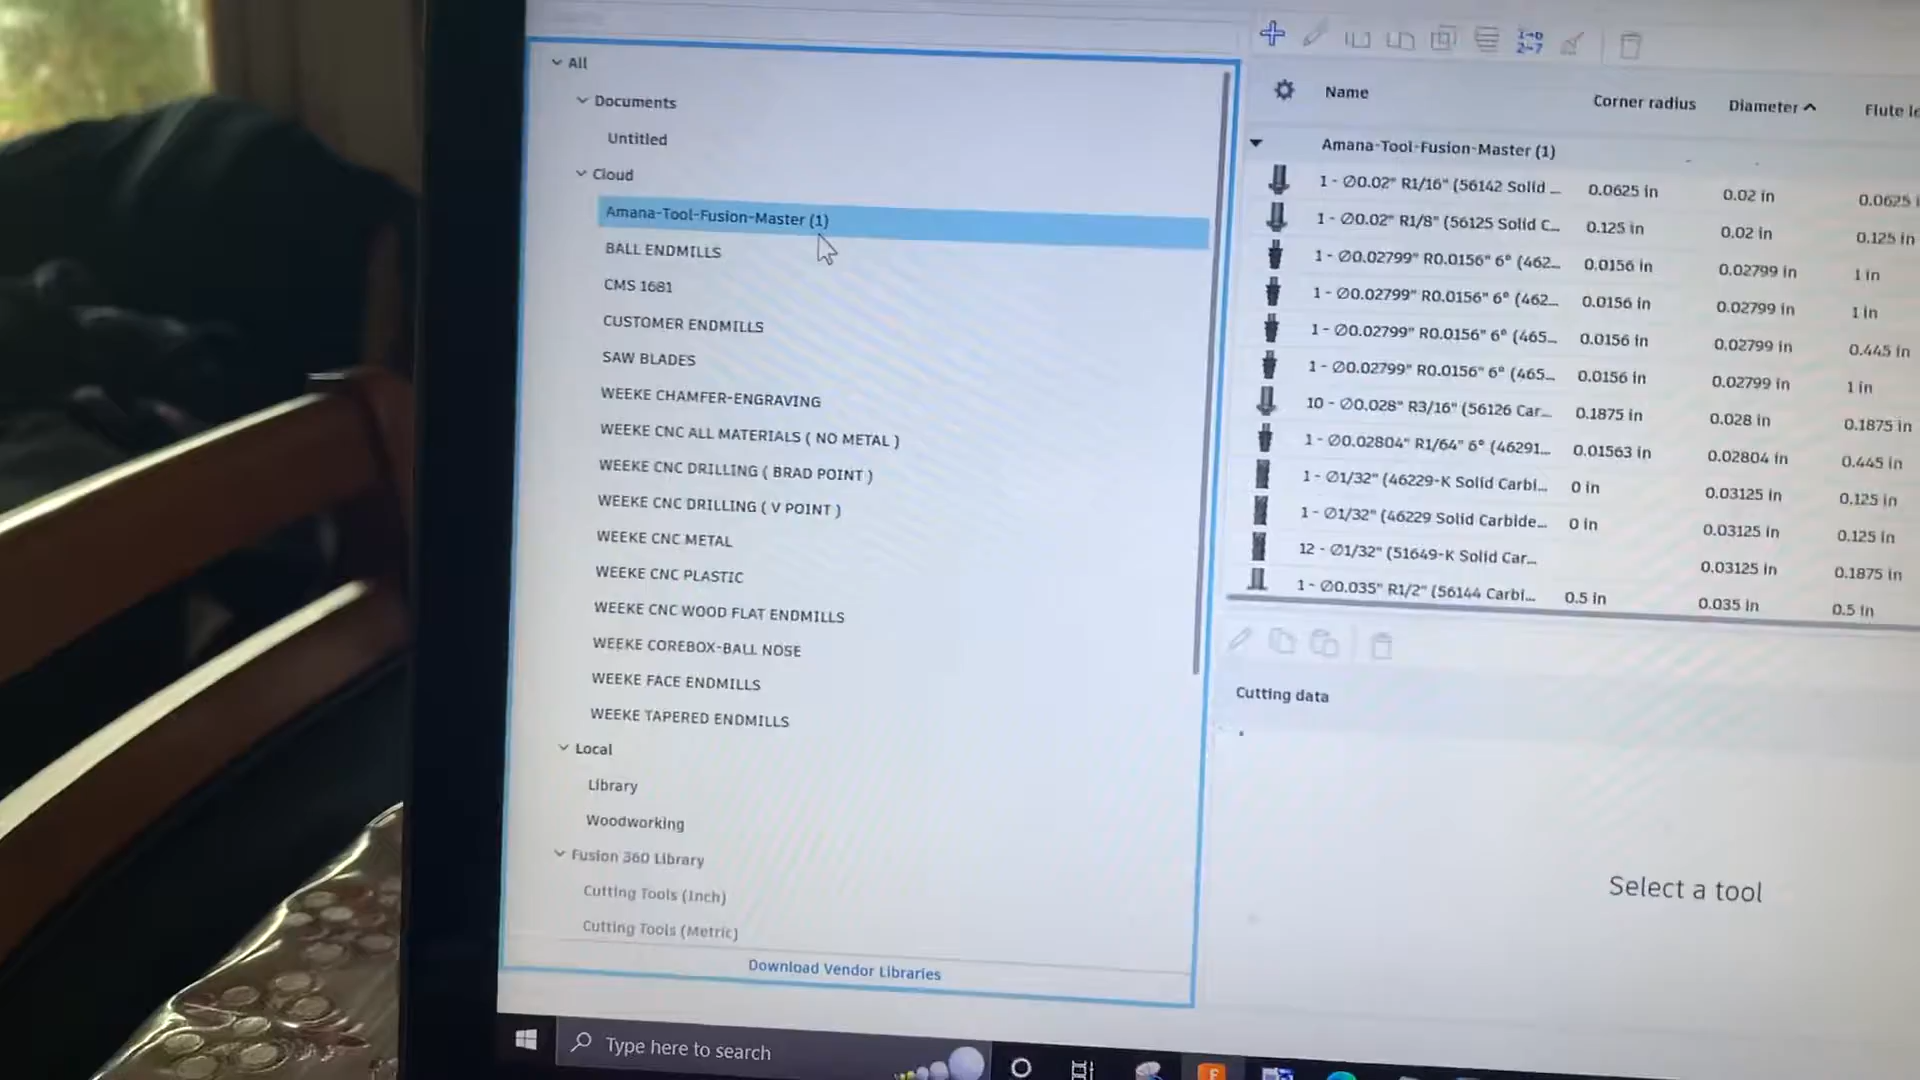 All
Documents
Untitled
Cloud
Amana-Tool-Fusion-Master (1)
BALL ENDMILLS
CMS 1681
CUSTOMER ENDMILLS
SAW BLADES
WEEKE CHAMFER-ENGRAVING
WEEKE CNC ALL MATERIALS ( NO METAL )
WEEKE CNC DRILLING ( BRAD POINT )
WEEKE CNC DRILLING ( V POINT )
WEEKE CNC METAL
WEEKE CNC PLASTIC
WEEKE CNC WOOD FLAT ENDMILLS
WEEKE COREBOX-BALL NOSE
WEEKE FACE ENDMILLS
WEEKE TAPERED ENDMILLS
Local
Library
Woodworking
Fusion 360 Library
Cutting Tools (Inch)
Cutting Tools (Metric)
Download Vendor Libraries
Name Corner radius Diameter Flute le
Amana-Tool-Fusion-Master (1)
1 - Ø0.02" R1/16" (56142 Solid ... 0.0625 in 0.02 in 0.0625 i
1 - Ø0.02" R1/8" (56125 Solid C... 0.125 in 0.02 in 0.125 in
1 - Ø0.02799" R0.0156" 6° (462... 0.0156 in 0.02799 in 1 in
1 - Ø0.02799" R0.0156" 6° (462... 0.0156 in 0.02799 in 1 in
1 - Ø0.02799" R0.0156" 6° (465... 0.0156 in 0.02799 in 0.445 in
1 - Ø0.02799" R0.0156" 6° (465... 0.0156 in 0.02799 in 1 in
10 - Ø0.028" R3/16" (56126 Car... 0.1875 in 0.028 in 0.1875 in
1 - Ø0.02804" R1/64" 6° (46291... 0.01563 in 0.02804 in 0.445 in
1 - Ø1/32" (46229-K Solid Carbi... 0 in 0.03125 in 0.125 in
1 - Ø1/32" (46229 Solid Carbide... 0 in 0.03125 in 0.125 in
12 - Ø1/32" (51649-K Solid Car... 0.03125 in 0.1875 in
1 - Ø0.035" R1/2" (56144 Carbi... 0.5 in 0.035 in 0.5 in
Cutting data
Select a tool
Type here to search